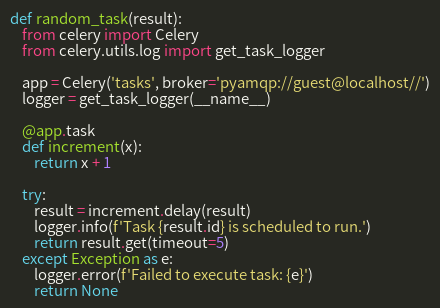 def random_task(result):
    from celery import Celery
    from celery.utils.log import get_task_logger

    app = Celery('tasks', broker='pyamqp://guest@localhost//')
    logger = get_task_logger(__name__)

    @app.task
    def increment(x):
        return x + 1

    try:
        result = increment.delay(result)
        logger.info(f'Task {result.id} is scheduled to run.')
        return result.get(timeout=5)
    except Exception as e:
        logger.error(f'Failed to execute task: {e}')
        return None